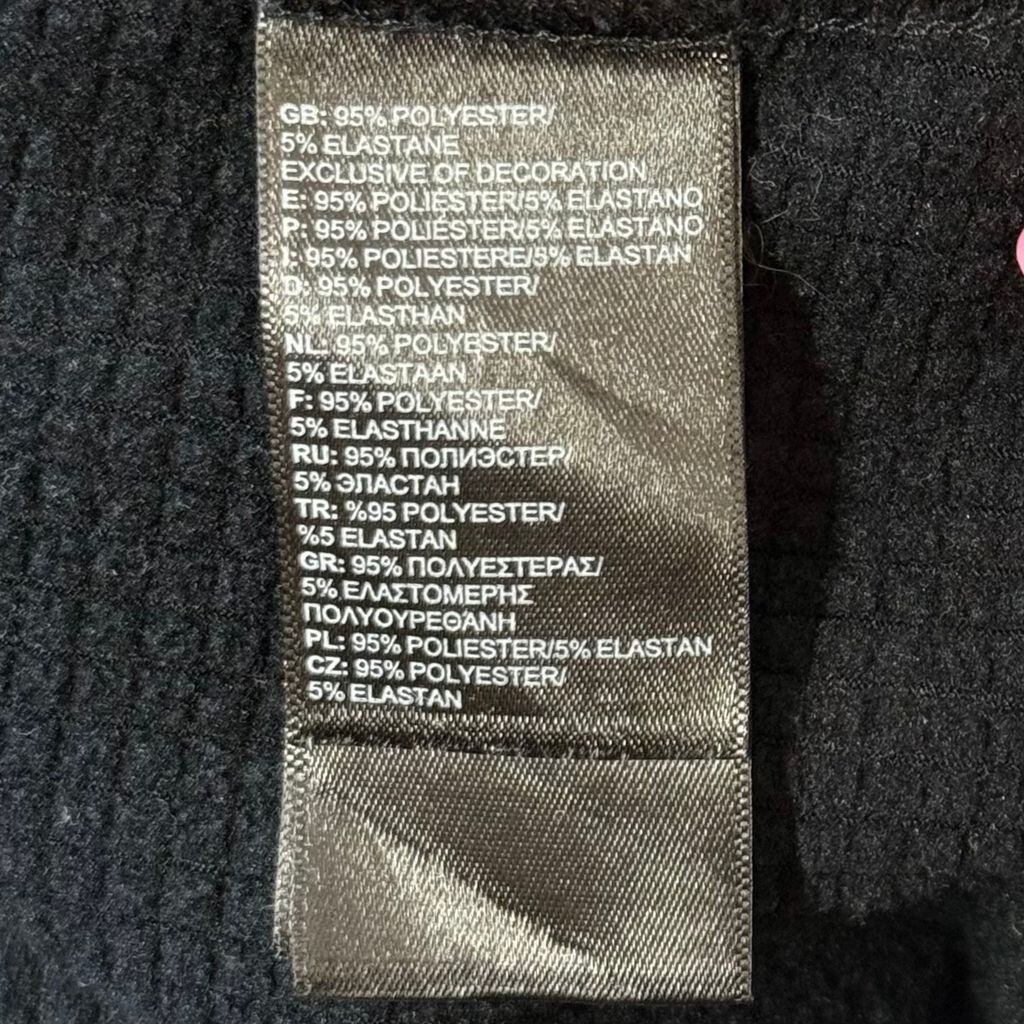 GB: 95% POLYESTER/
5% ELASTANE
EXCLUSIVE OF DECORATION
E: 95% POLIESTER/5% ELASTANO
P: 95% POLIESTER/5% ELASTANO
I: 95% POLIESTERE/5% ELASTAN
D: 95% POLYESTER/
5% ELASTHAN
NL: 95% POLYESTER/
5% ELASTAAN
F: 95% POLYESTER/
5% ELASTHANNE
RU: 95% ПОЛИЭСТЕР/
5% ЭЛАСТАН
TR: %95 POLYESTER/
%5 ELASTAN
GR: 95% ΠΟΛΥΕΣΤΕΡΑΣ/
5% ΕΛΑΣΤΟΜΕΡΗΣ
ΠΟΛΥΟΥΡΕΘΑΝΗ
PL: 95% POLIESTER/5% ELASTAN
CZ: 95% POLYESTER/
5% ELASTAN